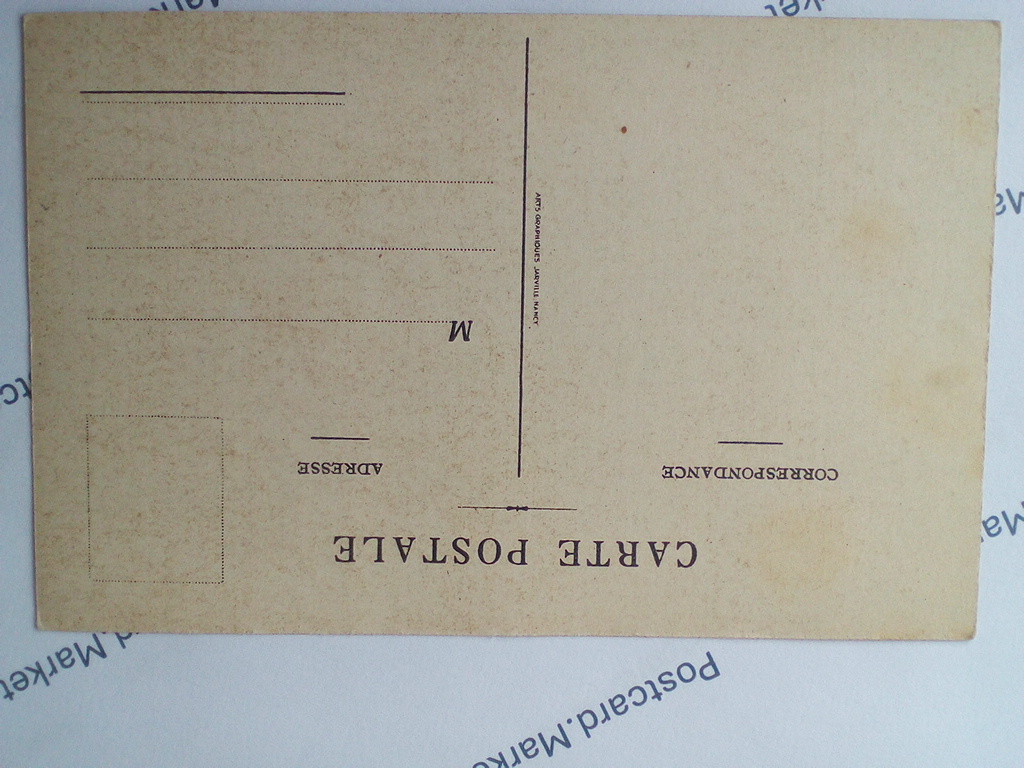 CARTE POSTALE
CORRESPONDANCE
ADRESSE
M
ARTS GRAPHIQUES JARVILLE-NANCY
Postcard.Market